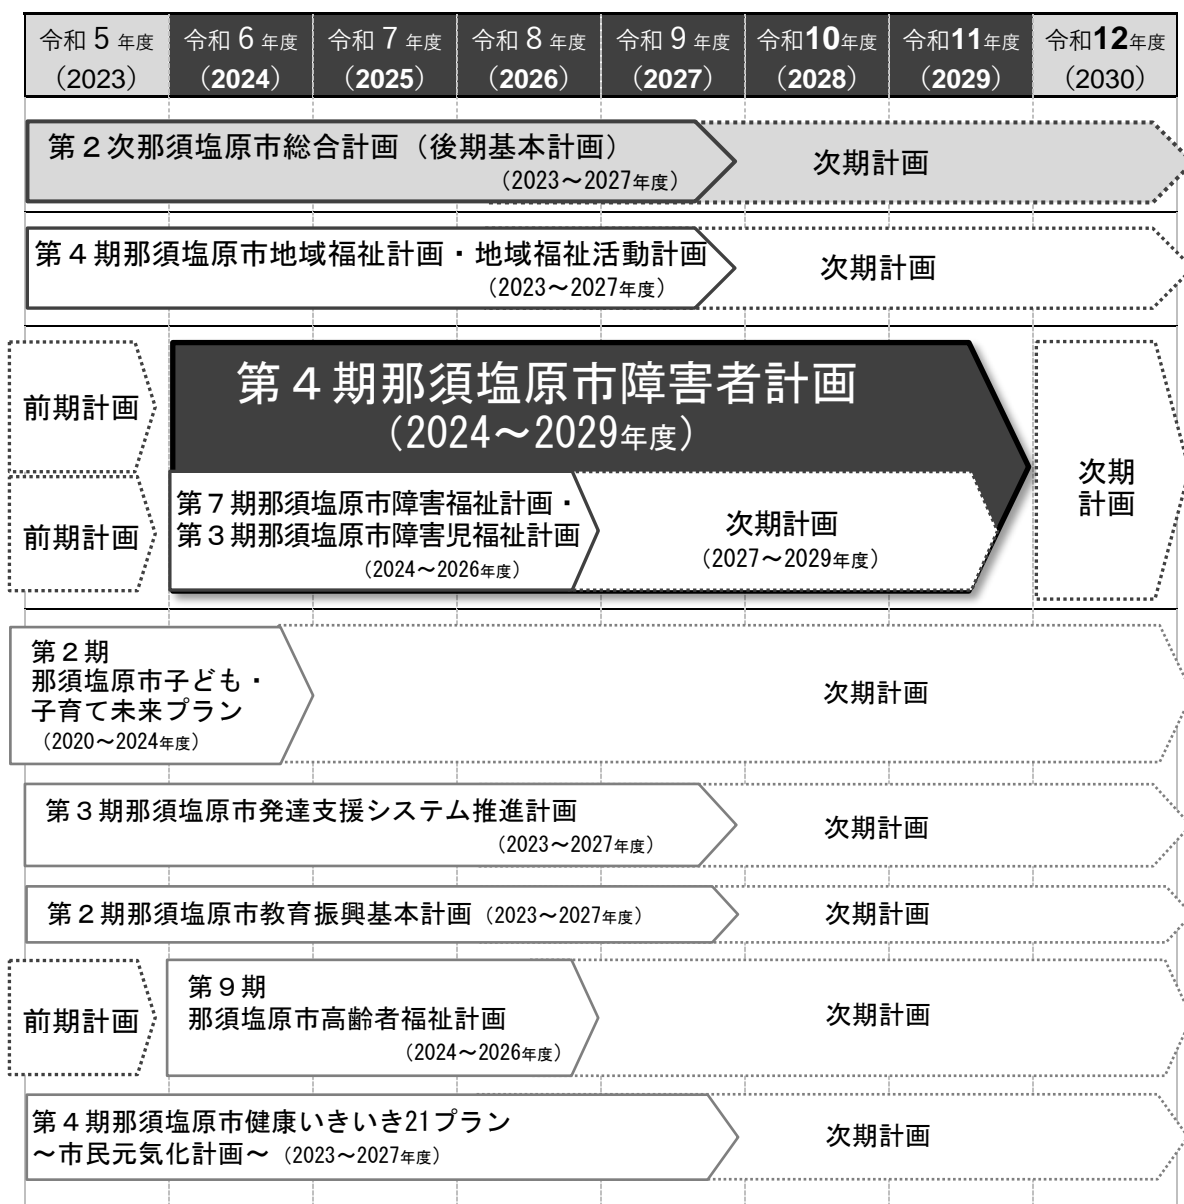 令和５年度 令和６年度 令和７年度 令和８年度 令和９年度 令和10年度 令和11年度 令和12年度
（2023） （2024） （2025） （2026） （2027） （2028） （2029） （2030）
第２次那須塩原市総合計画（後期基本計画）
（2023～2027年度）
次期計画
第４期那須塩原市地域福祉計画・地域福祉活動計画
（2023～2027年度）
次期計画
前期計画
第４期那須塩原市障害者計画
（2024～2029年度）
前期計画
第７期那須塩原市障害福祉計画・
第３期那須塩原市障害児福祉計画
（2024～2026年度）
次期計画
（2027～2029年度）
次期
計画
第２期
那須塩原市子ども・
子育て未来プラン
（2020～2024年度）
次期計画
第３期那須塩原市発達支援システム推進計画
（2023～2027年度）
次期計画
第２期那須塩原市教育振興基本計画（2023～2027年度）
次期計画
前期計画
第９期
那須塩原市高齢者福祉計画
（2024～2026年度）
次期計画
第４期那須塩原市健康いきいき21プラン
～市民元気化計画～（2023～2027年度）
次期計画